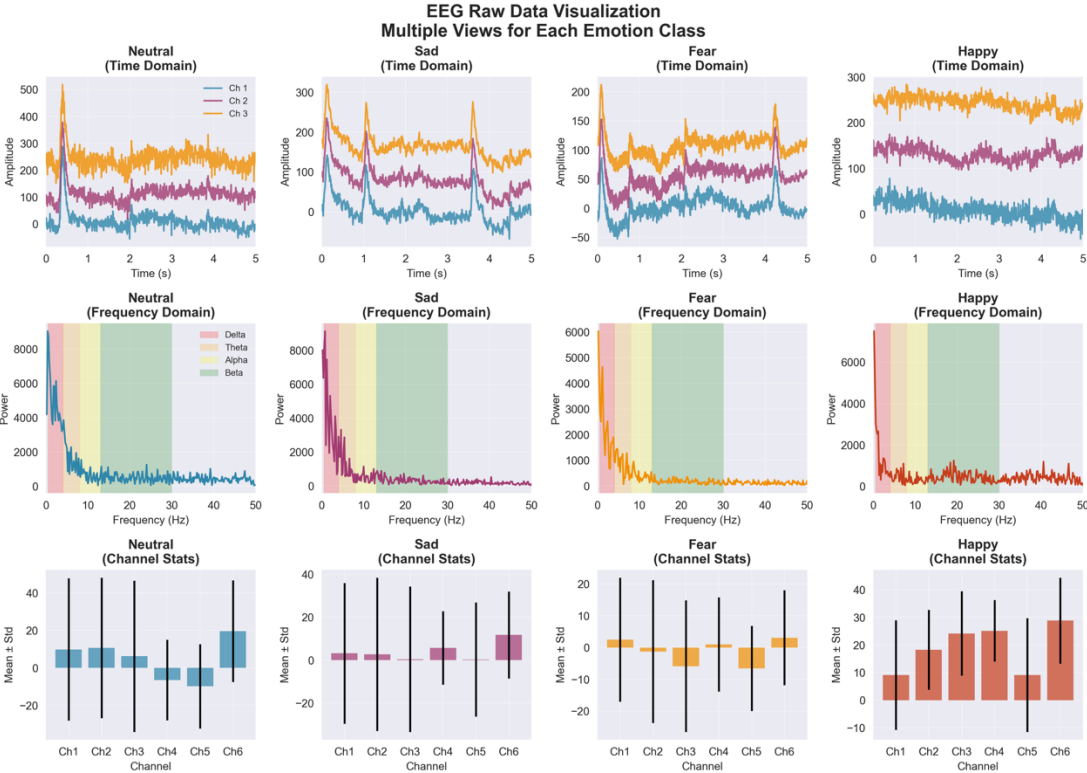 EEG Raw Data Visualization
Multiple Views for Each Emotion Class
Neutral
(Time Domain)
Amplitude
500
400
300
200
100
0
Ch 1
Ch 2
Ch 3
0 1 2 3 4 5
Time (s)
Sad
(Time Domain)
Amplitude
300
200
100
0
0 1 2 3 4 5
Time (s)
Fear
(Time Domain)
Amplitude
200
150
100
50
0
−50
0 1 2 3 4 5
Time (s)
Happy
(Time Domain)
Amplitude
300
200
100
0
0 1 2 3 4 5
Time (s)
Neutral
(Frequency Domain)
Power
8000
6000
4000
2000
0
Delta
Theta
Alpha
Beta
0 10 20 30 40 50
Frequency (Hz)
Sad
(Frequency Domain)
Power
8000
6000
4000
2000
0
0 10 20 30 40 50
Frequency (Hz)
Fear
(Frequency Domain)
Power
6000
5000
4000
3000
2000
1000
0
0 10 20 30 40 50
Frequency (Hz)
Happy
(Frequency Domain)
Power
6000
4000
2000
0
0 10 20 30 40 50
Frequency (Hz)
Neutral
(Channel Stats)
Mean ± Std
40
20
0
−20
Ch1 Ch2 Ch3 Ch4 Ch5 Ch6
Channel
Sad
(Channel Stats)
Mean ± Std
40
20
0
−20
Ch1 Ch2 Ch3 Ch4 Ch5 Ch6
Channel
Fear
(Channel Stats)
Mean ± Std
20
10
0
−10
−20
Ch1 Ch2 Ch3 Ch4 Ch5 Ch6
Channel
Happy
(Channel Stats)
Mean ± Std
40
30
20
10
0
−10
Ch1 Ch2 Ch3 Ch4 Ch5 Ch6
Channel